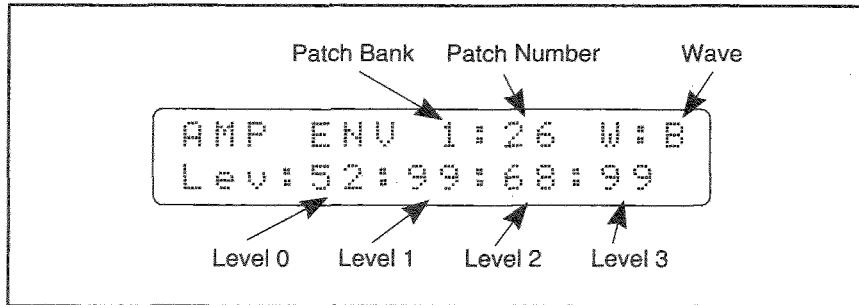 Patch Bank Patch Number Wave
AMP ENV 1:26 W:B
Lev:52:99:68:99
Level 0 Level 1 Level 2 Level 3